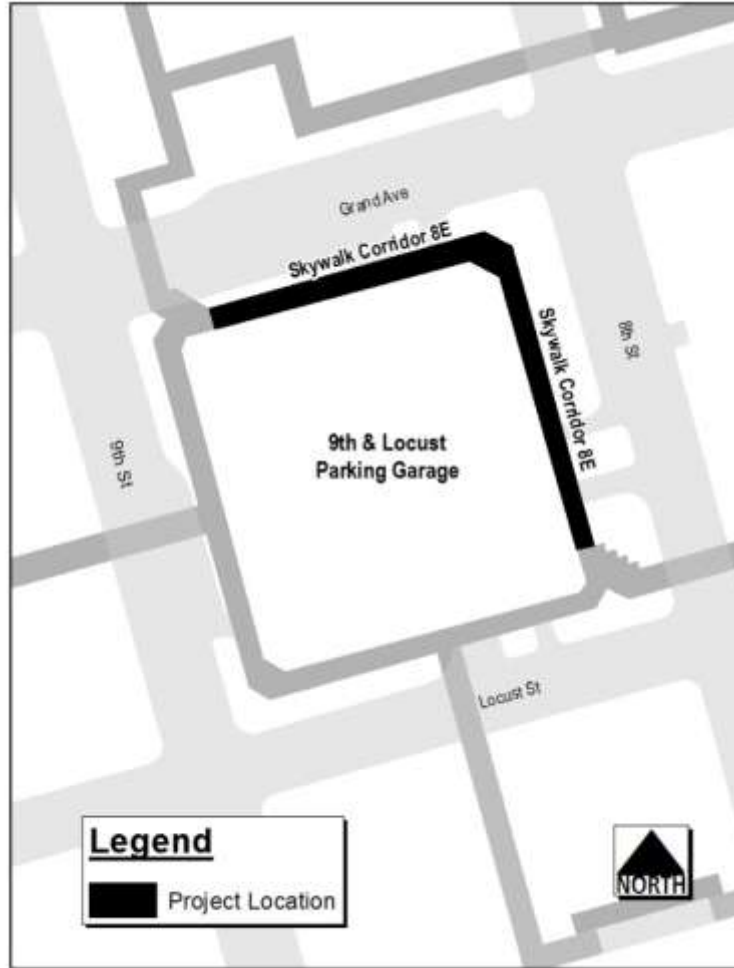 Grand Ave
Skywalk Corridor 8E
Skywalk Corridor 8E
8th St
9th & Locust
Parking Garage
9th St
Locust St
Legend
Project Location
NORTH